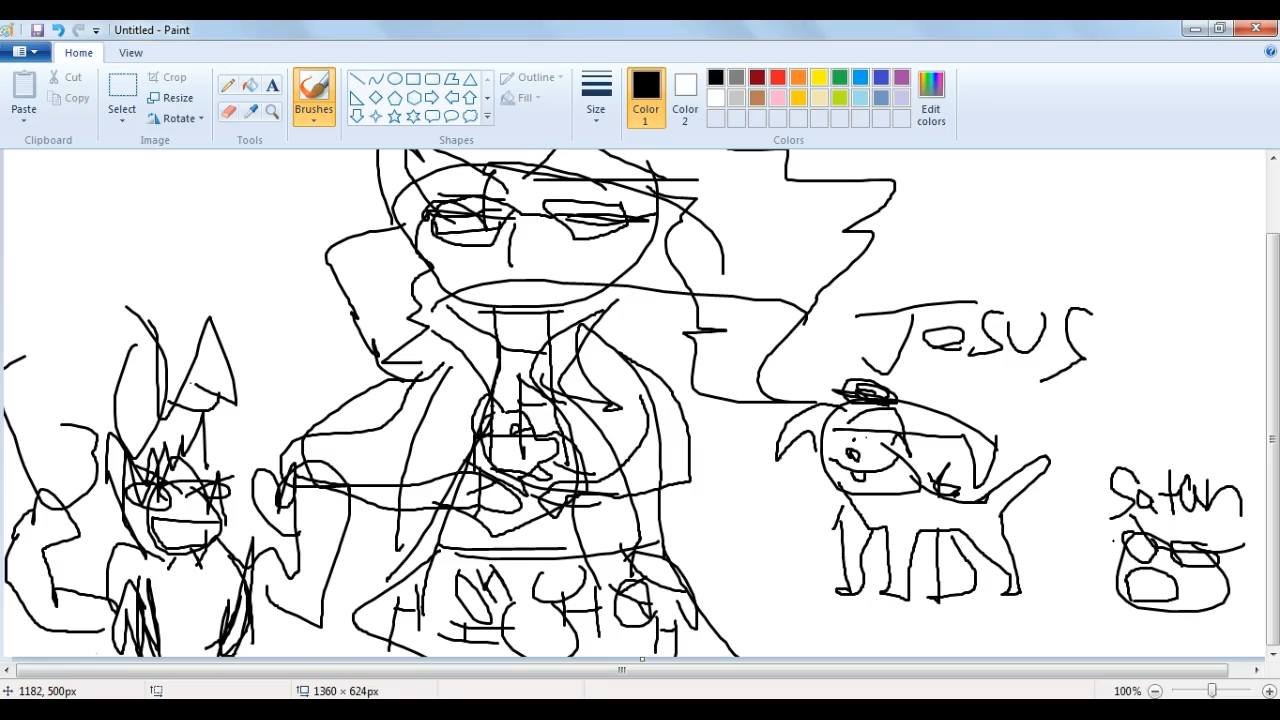 Untitled - Paint
Home View
Paste
Cut
Copy
Clipboard
Select
Crop
Resize
Rotate
Image
Tools
Brushes
Outline
Fill
Shapes
Size
Color 1
Color 2
Edit colors
Colors
JesUS
Satan
1182, 500px
1360 × 624px
100%